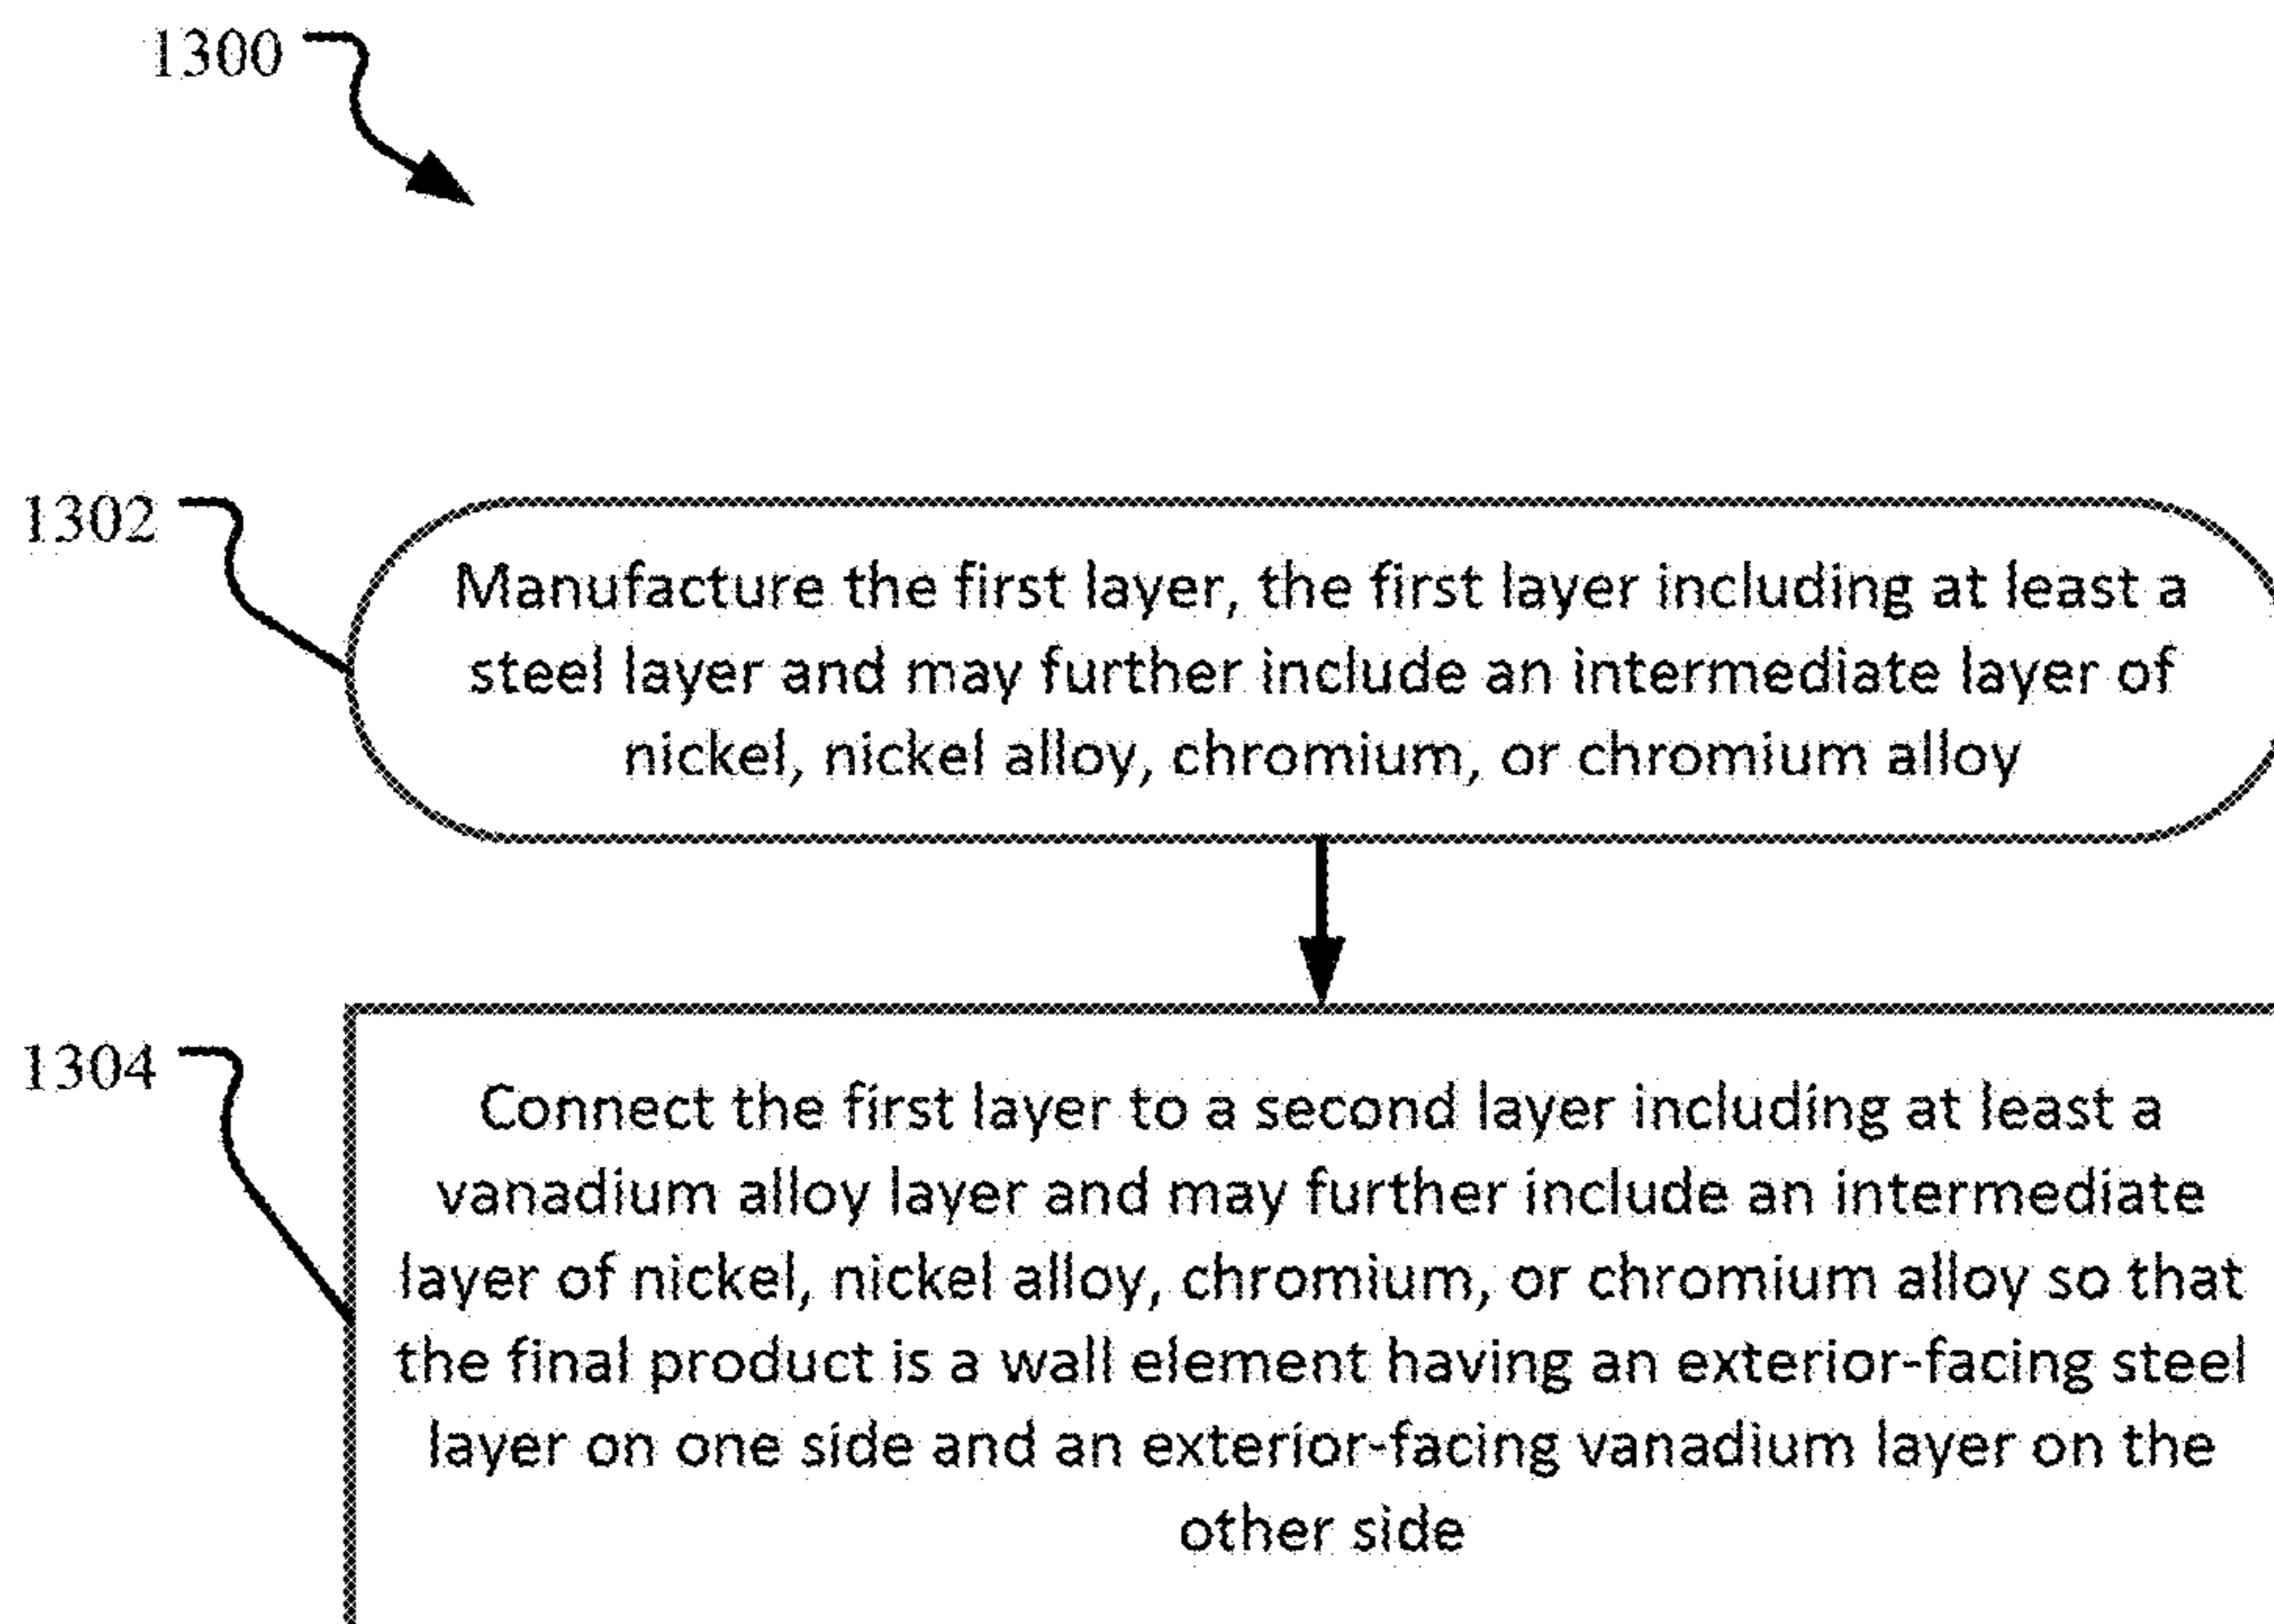 1300
1302
Manufacture the first layer, the first layer including at least a
steel layer and may further include an intermediate layer of
nickel, nickel alloy, chromium, or chromium alloy
1304
Connect the first layer to a second layer including at least a
vanadium alloy layer and may further include an intermediate
layer of nickel, nickel alloy, chromium, or chromium alloy so that
the final product is a wall element having an exterior-facing steel
layer on one side and an exterior-facing vanadium layer on the
other side